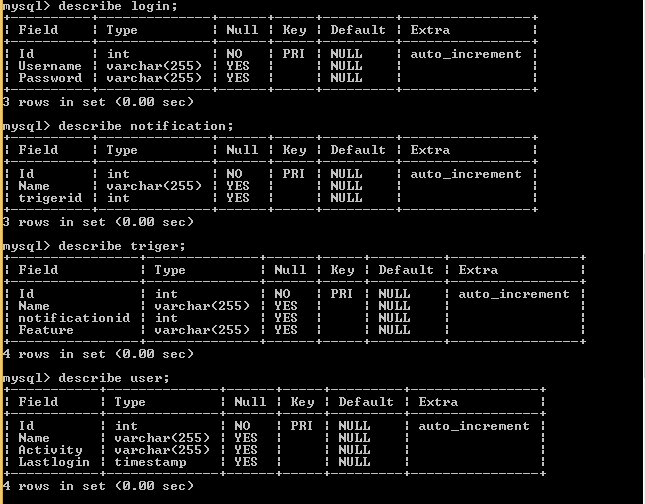 mysql> describe login;
+----------+--------------+------+-----+---------+----------------+
| Field    | Type         | Null | Key | Default | Extra          |
+----------+--------------+------+-----+---------+----------------+
| Id       | int          | NO   | PRI | NULL    | auto_increment |
| Username | varchar(255) | YES  |     | NULL    |                |
| Password | varchar(255) | YES  |     | NULL    |                |
+----------+--------------+------+-----+---------+----------------+
3 rows in set (0.00 sec)
mysql> describe notification;
+----------+--------------+------+-----+---------+----------------+
| Field    | Type         | Null | Key | Default | Extra          |
+----------+--------------+------+-----+---------+----------------+
| Id       | int          | NO   | PRI | NULL    | auto_increment |
| Name     | varchar(255) | YES  |     | NULL    |                |
| trigerid | int          | YES  |     | NULL    |                |
+----------+--------------+------+-----+---------+----------------+
3 rows in set (0.00 sec)
mysql> describe triger;
+----------------+--------------+------+-----+---------+----------------+
| Field          | Type         | Null | Key | Default | Extra          |
+----------------+--------------+------+-----+---------+----------------+
| Id             | int          | NO   | PRI | NULL    | auto_increment |
| Name           | varchar(255) | YES  |     | NULL    |                |
| notificationid | int          | YES  |     | NULL    |                |
| Feature        | varchar(255) | YES  |     | NULL    |                |
+----------------+--------------+------+-----+---------+----------------+
4 rows in set (0.00 sec)
mysql> describe user;
+-----------+--------------+------+-----+---------+----------------+
| Field     | Type         | Null | Key | Default | Extra          |
+-----------+--------------+------+-----+---------+----------------+
| Id        | int          | NO   | PRI | NULL    | auto_increment |
| Name      | varchar(255) | YES  |     | NULL    |                |
| Activity  | varchar(255) | YES  |     | NULL    |                |
| Lastlogin | timestamp    | YES  |     | NULL    |                |
+-----------+--------------+------+-----+---------+----------------+
4 rows in set (0.00 sec)